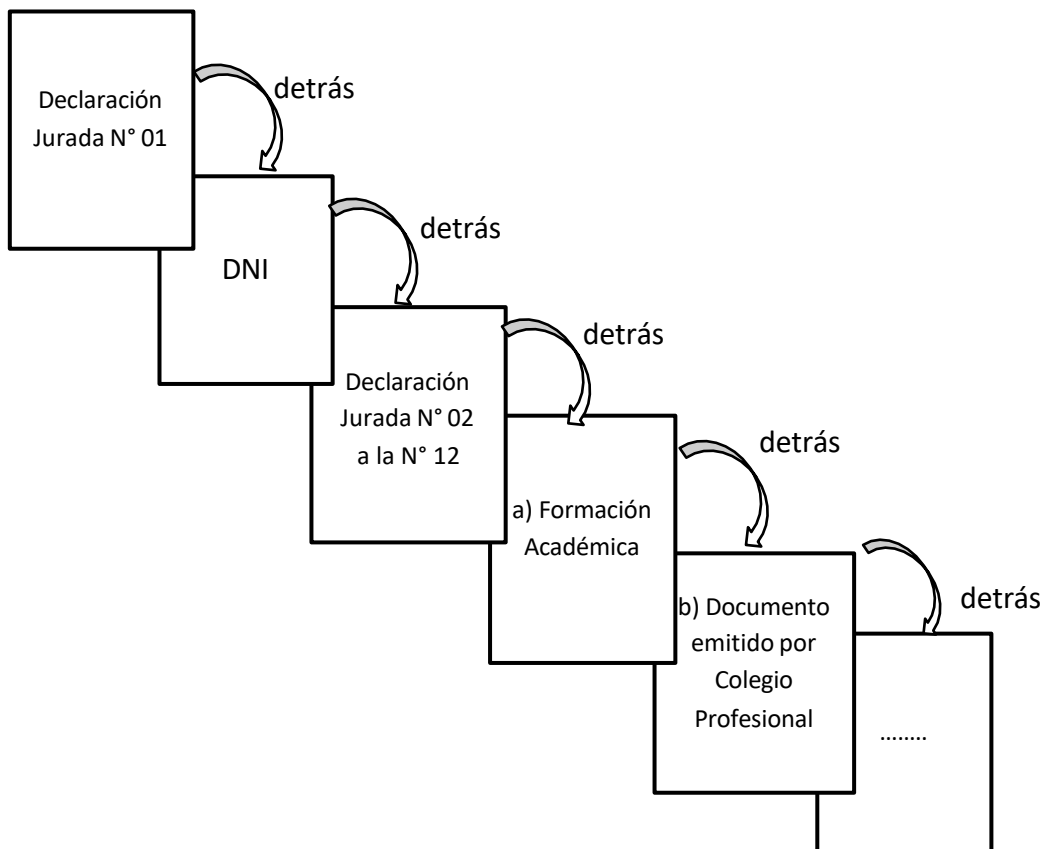 Declaración
Jurada N° 01
detrás
DNI
detrás
Declaración
Jurada N° 02
a la N° 12
detrás
a) Formación
Académica
detrás
b) Documento
emitido por
Colegio
Profesional
detrás
........